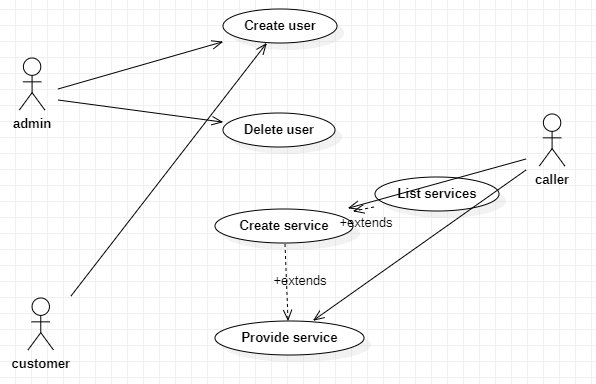 Create user
admin
Delete user
caller
List services
Create service
+extends
+extends
Provide service
customer